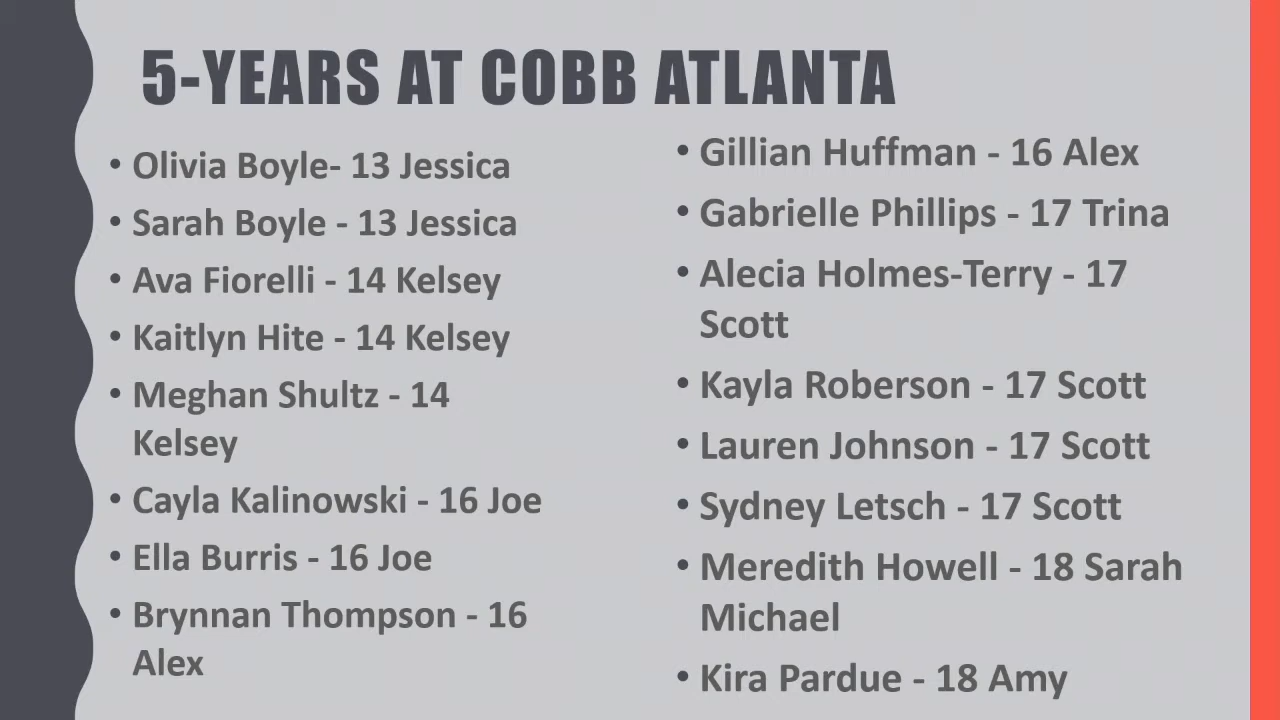 5-YEARS AT COBB ATLANTA
• Olivia Boyle- 13 Jessica
• Sarah Boyle - 13 Jessica
• Ava Fiorelli - 14 Kelsey
• Kaitlyn Hite - 14 Kelsey
• Meghan Shultz - 14
Kelsey
• Cayla Kalinowski - 16 Joe
• Ella Burris - 16 Joe
• Brynnan Thompson - 16
Alex
• Gillian Huffman - 16 Alex
• Gabrielle Phillips - 17 Trina
• Alecia Holmes-Terry - 17
Scott
• Kayla Roberson - 17 Scott
• Lauren Johnson - 17 Scott
• Sydney Letsch - 17 Scott
• Meredith Howell - 18 Sarah
Michael
• Kira Pardue - 18 Amy